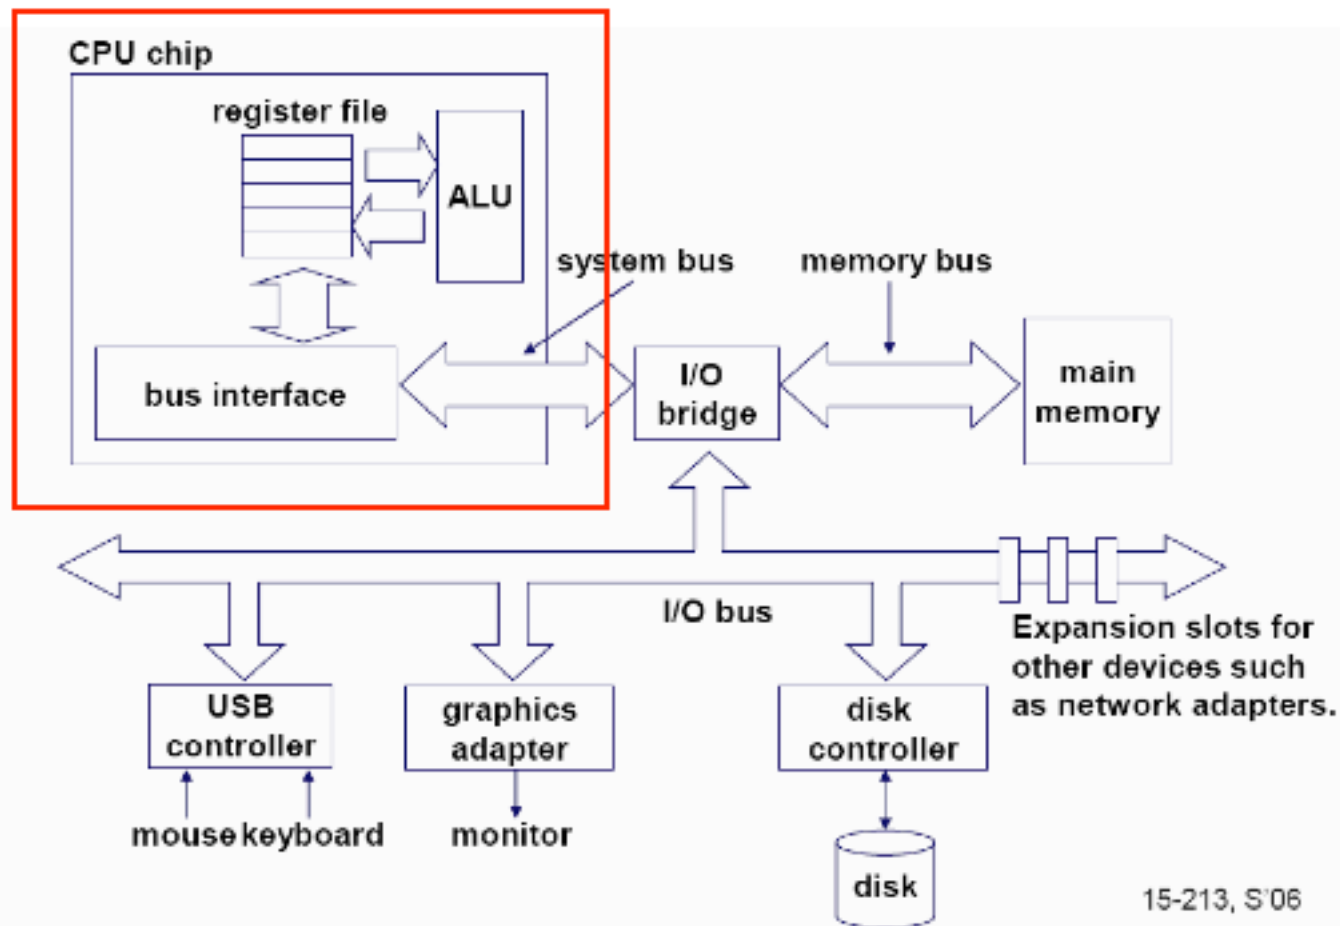 CPU chip
register file
ALU
system bus
memory bus
bus interface
I/O
bridge
main
memory
I/O bus
Expansion slots for
other devices such
as network adapters.
USB
controller
graphics
adapter
disk
controller
mouse keyboard
monitor
disk
15-213, S'06